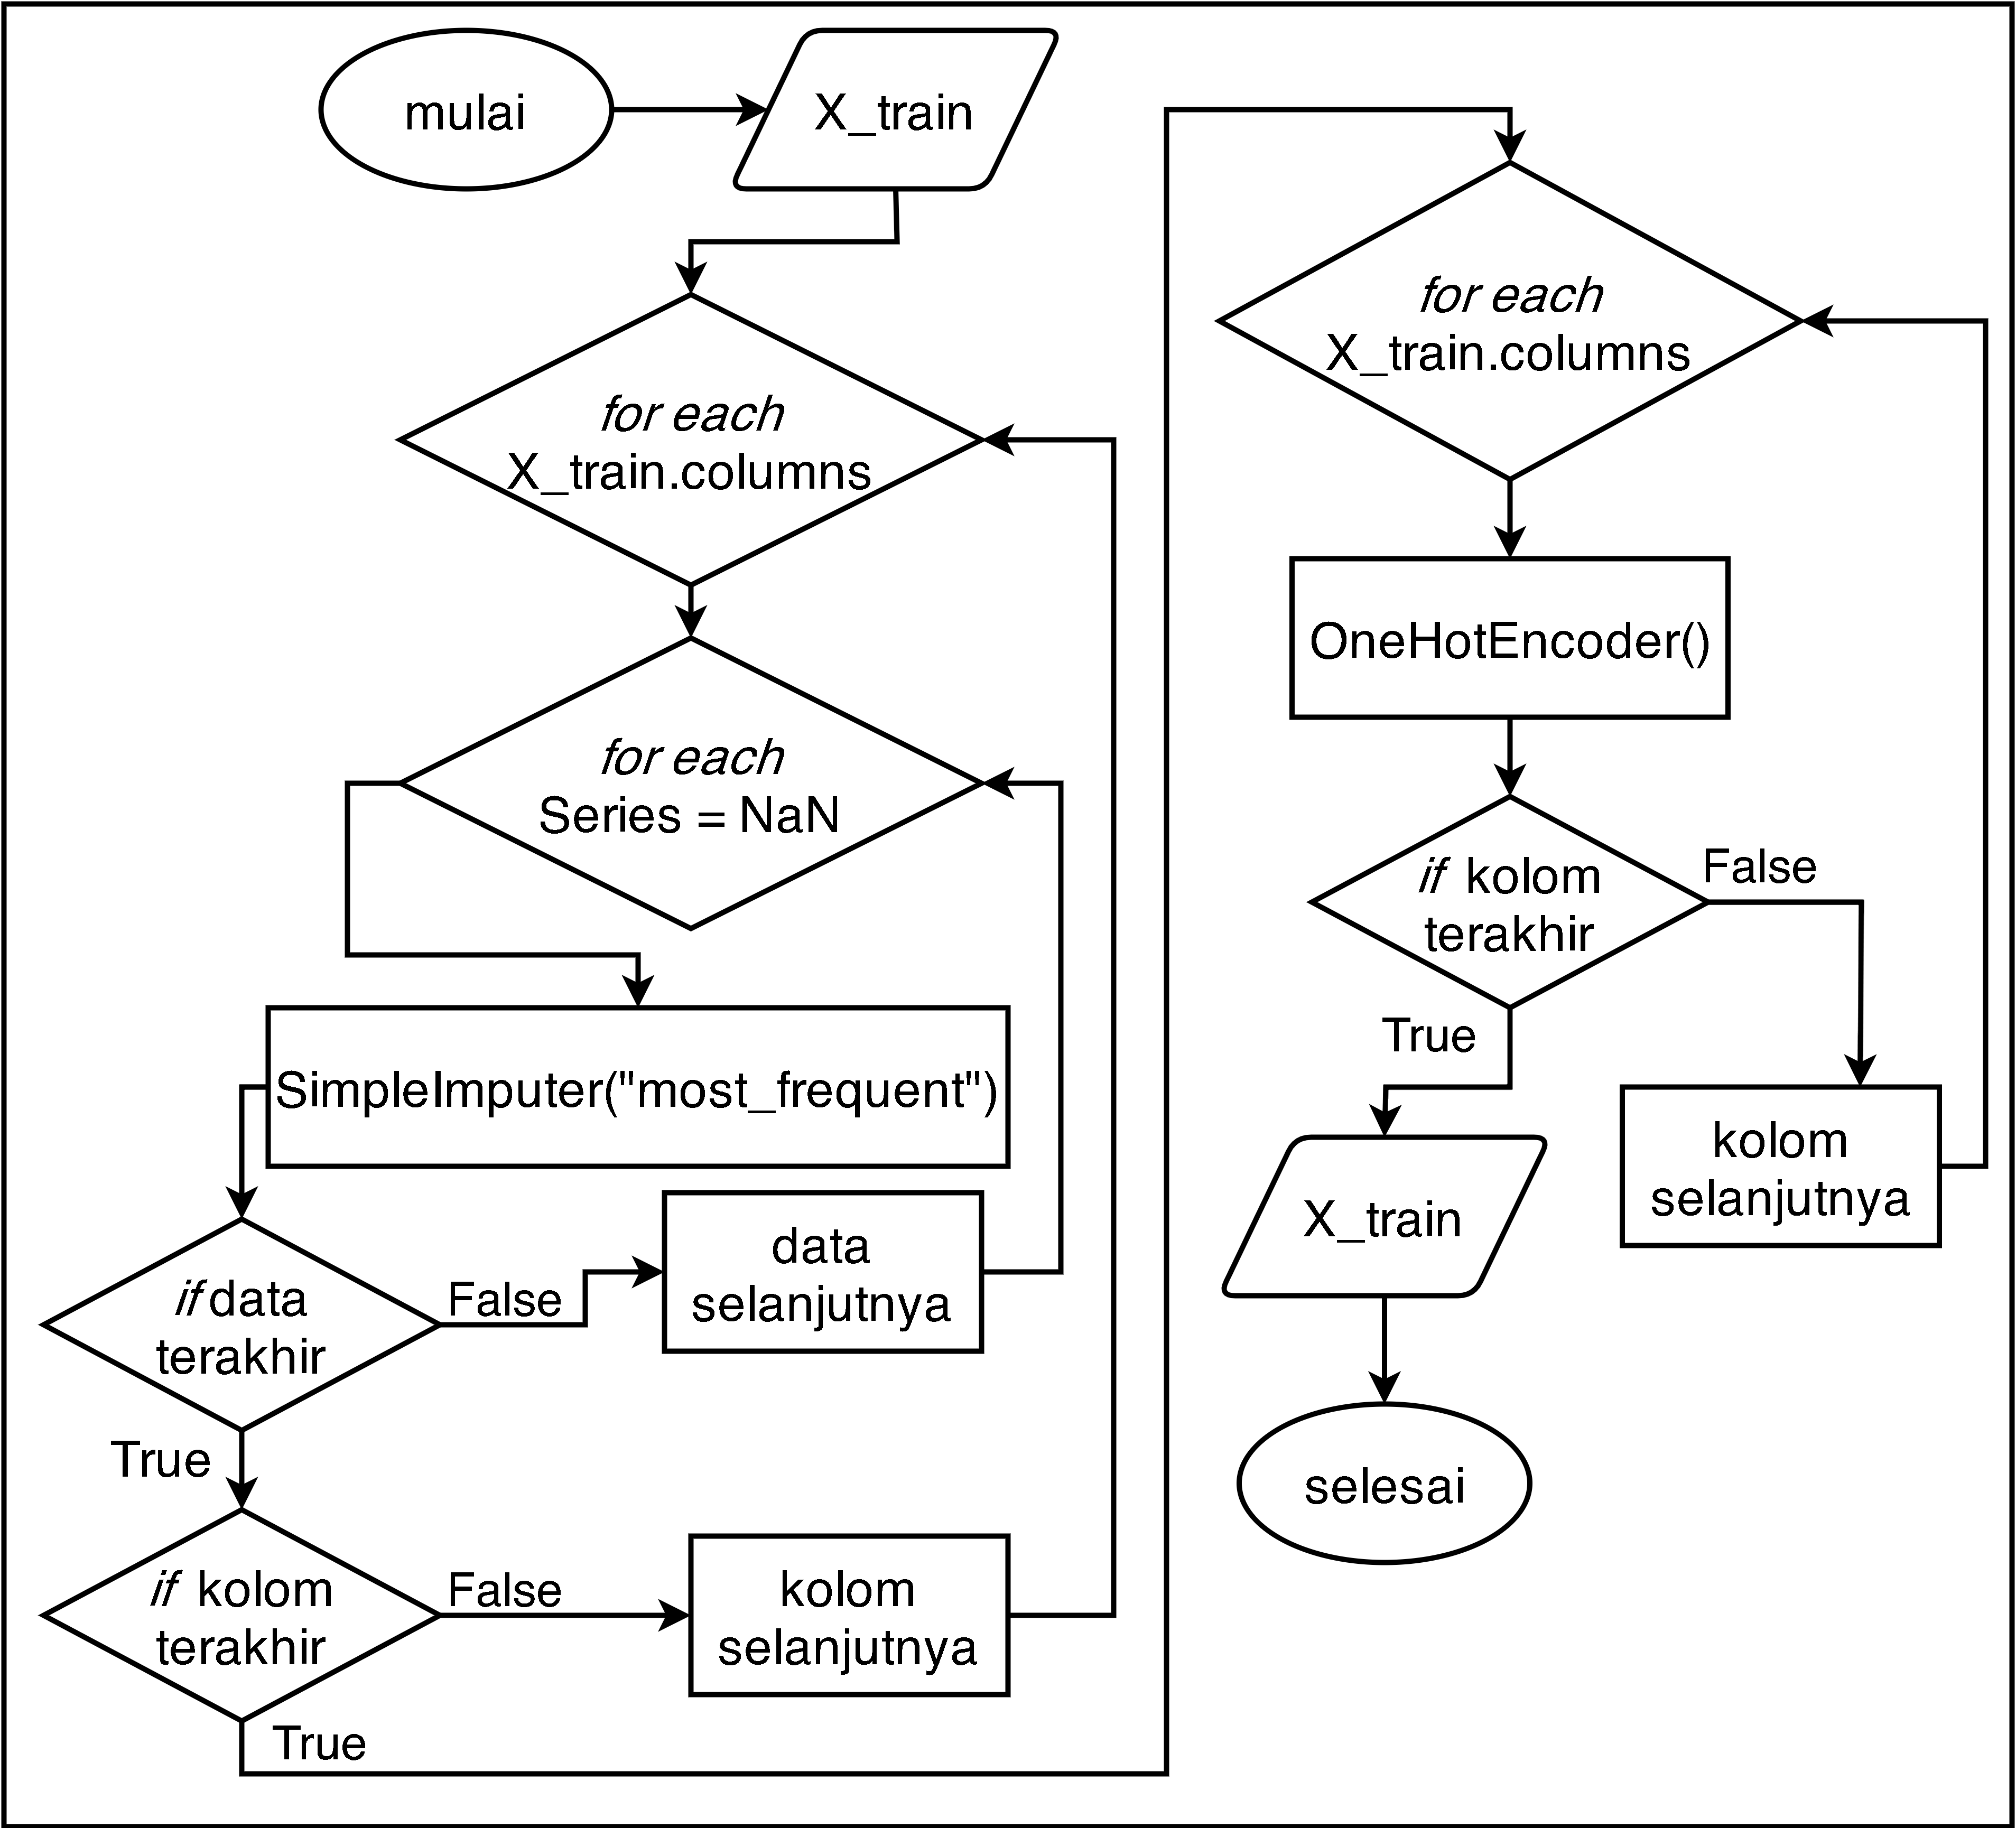 mulai
X_train
for each
X_train.columns
for each
Series = NaN
SimpleImputer("most_frequent")
if data
terakhir
False
data
selanjutnya
True
if kolom
terakhir
False
kolom
selanjutnya
True
for each
X_train.columns
OneHotEncoder()
if kolom
terakhir
False
True
kolom
selanjutnya
X_train
selesai